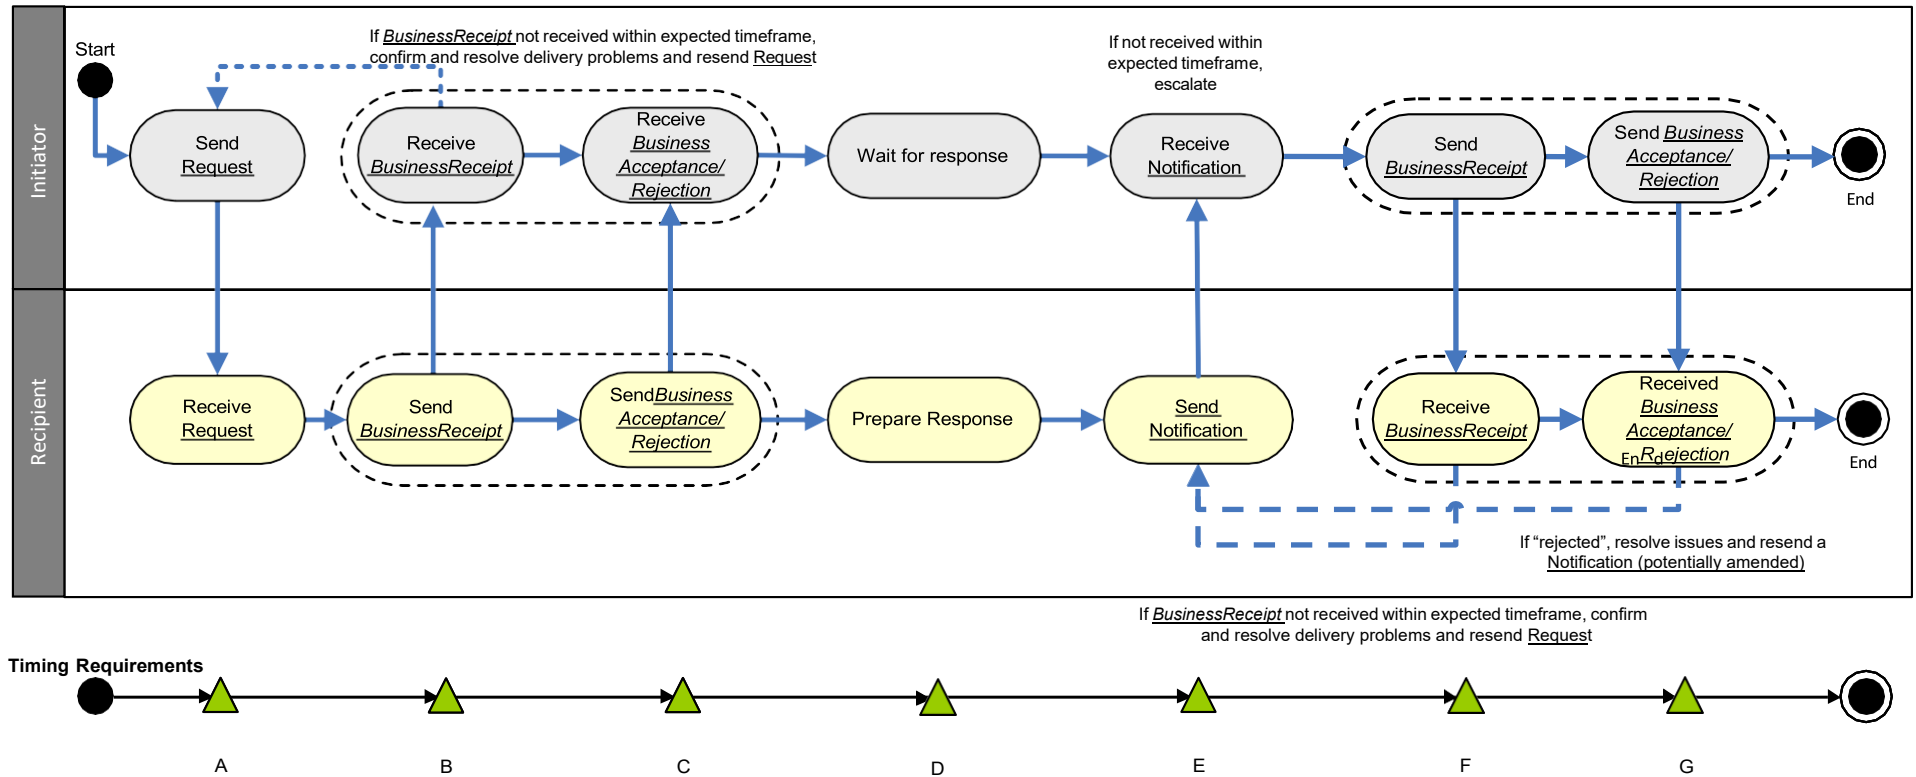 Initiator
Start
If BusinessReceipt not received within expected timeframe,
confirm and resolve delivery problems and resend Request
If not received within
expected timeframe,
escalate
Send
Request
Receive
BusinessReceipt
Receive
Business
Acceptance/
Rejection
Wait for response
Receive
Notification
Send
BusinessReceipt
Send Business
Acceptance/
Rejection
End
Recipient
Receive
Request
Send
BusinessReceipt
SendBusiness
Acceptance/
Rejection
Prepare Response
Send
Notification
Receive
BusinessReceipt
Received
Business
Acceptance/
Rejection
End
End
If “rejected”, resolve issues and resend a
Notification (potentially amended)
If BusinessReceipt not received within expected timeframe, confirm
and resolve delivery problems and resend Request
Timing Requirements
A
B
C
D
E
F
G